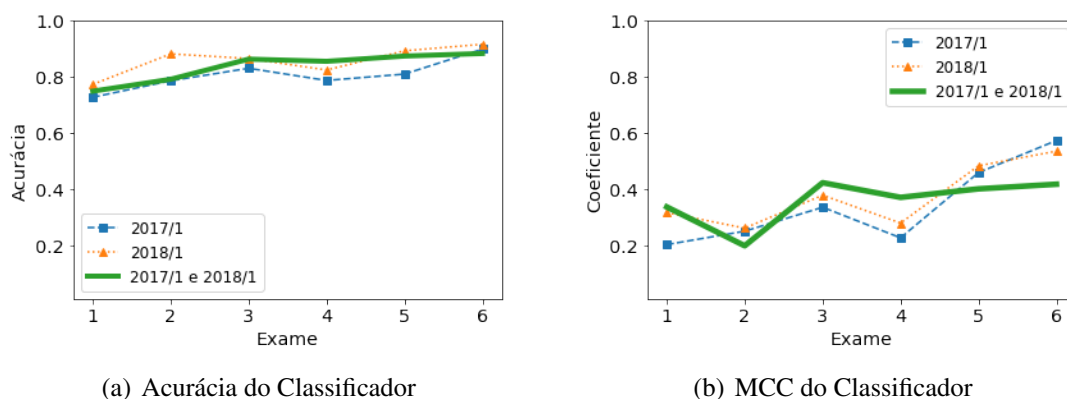 1.0
0.8
0.6
0.4
0.2
Acurácia
2017/1
2018/1
2017/1 e 2018/1
1 2 3 4 5 6
Exame
(a) Acurácia do Classificador
1.0
0.8
0.6
0.4
0.2
Coeficiente
2017/1
2018/1
2017/1 e 2018/1
1 2 3 4 5 6
Exame
(b) MCC do Classificador